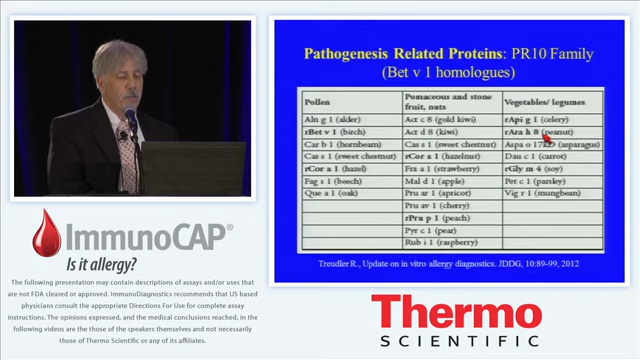 Pathogenesis Related Proteins: PR10 Family
(Bet v 1 homologues)
Pollen
Pomaceous and stone fruit, nuts
Vegetables/ legumes
Aln g 1 (alder)
Act c 8 (gold kiwi)
rApi g 1 (celery)
rBet v 1 (birch)
Act d 8 (kiwi)
rAra h 8 (peanut)
Car b 1 (hornbeam)
Cas s 1 (sweet chestnut)
Aspa o 17 (asparagus)
Cas s 1 (sweet chestnut)
rCor a 1 (hazelnut)
Dau c 1 (carrot)
rCor a 1 (hazel)
Fra a 1 (strawberry)
rGly m 4 (soy)
Fag s 1 (beech)
Mal d 1 (apple)
Pet c 1 (parsley)
Que a 1 (oak)
Pru ar 1 (apricot)
Vig r 1 (mungbean)
Pru av 1 (cherry)
rPru p 1 (peach)
Pyr c 1 (pear)
Rub i 1 (raspberry)
Treudler R., Update on in vitro allergy diagnostics. JDDG, 10:89-99, 2012
ImmunoCAP
Is it allergy?
The following presentation may contain descriptions of assays and/or uses that
are not FDA cleared or approved. ImmunoDiagnostics recommends that US based
physicians consult the appropriate Directions For Use for complete assay
instructions. The opinions expressed, and the medical conclusions reached, in the
following videos are the those of the speakers themselves and not necessarily
those of Thermo Scientific or any of its affiliates.
Thermo
SCIENTIFIC